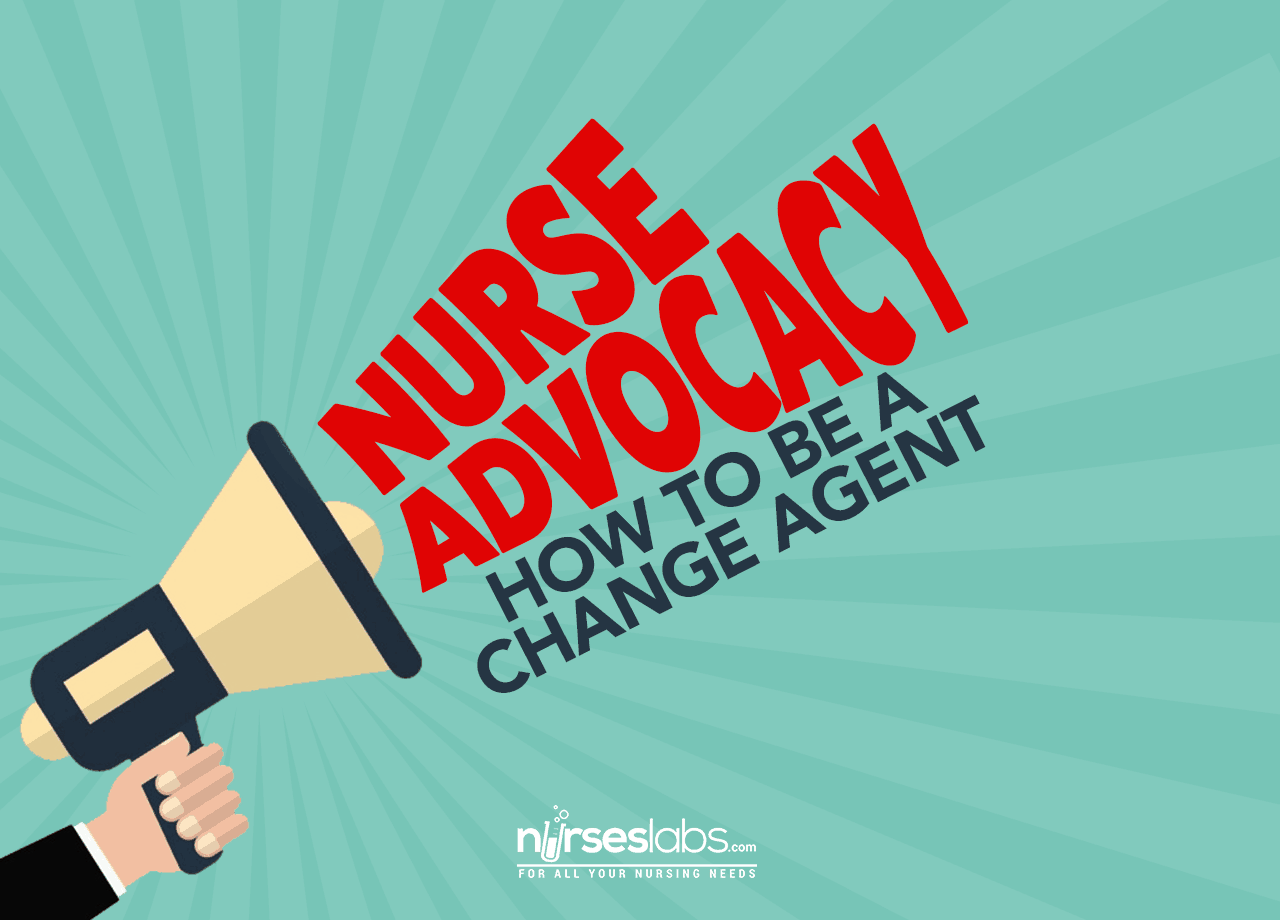 NURSE
ADVOCACY
HOW TO BE A
CHANGE AGENT
nurseslabs.com
FOR ALL YOUR NURSING NEEDS